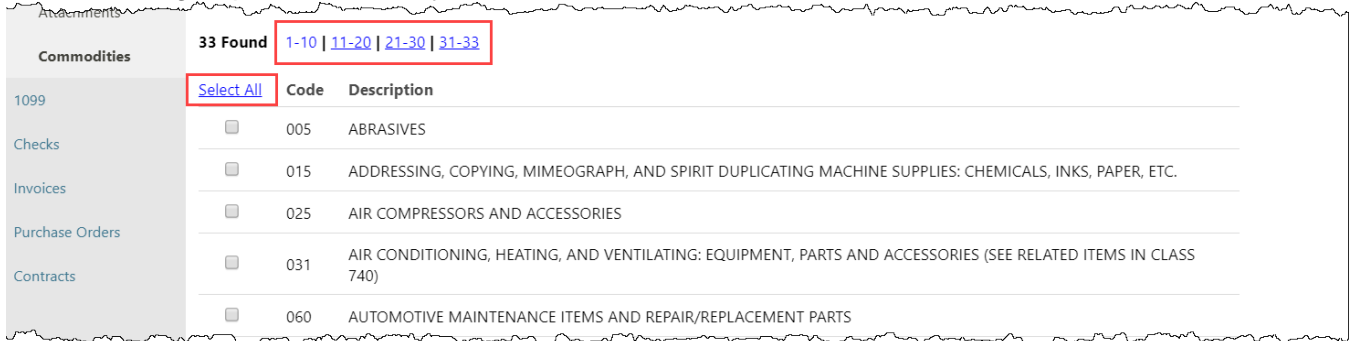 Attachments
Commodities
1099
Checks
Invoices
Purchase Orders
Contracts
33 Found 1-10 | 11-20 | 21-30 | 31-33
Select All Code Description
005 ABRASIVES
015 ADDRESSING, COPYING, MIMEOGRAPH, AND SPIRIT DUPLICATING MACHINE SUPPLIES: CHEMICALS, INKS, PAPER, ETC.
025 AIR COMPRESSORS AND ACCESSORIES
031 AIR CONDITIONING, HEATING, AND VENTILATING: EQUIPMENT, PARTS AND ACCESSORIES (SEE RELATED ITEMS IN CLASS
740)
060 AUTOMOTIVE MAINTENANCE ITEMS AND REPAIR/REPLACEMENT PARTS